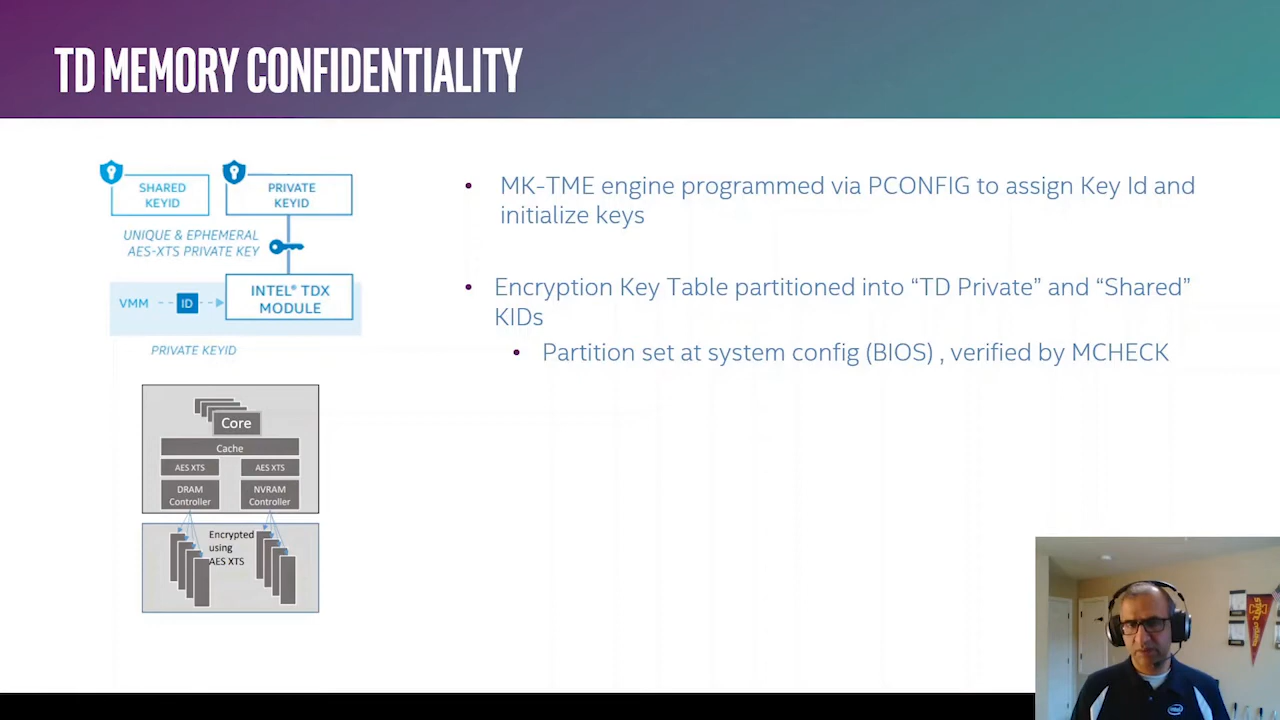 TD MEMORY CONFIDENTIALITY
SHARED
KEYID
PRIVATE
KEYID
UNIQUE & EPHEMERAL
AES-XTS PRIVATE KEY
INTEL® TDX
MODULE
VMM
ID
PRIVATE KEYID
Core
Cache
AES XTS
AES XTS
DRAM
Controller
NVRAM
Controller
Encrypted
using
AES XTS
• MK-TME engine programmed via PCONFIG to assign Key Id and
initialize keys
• Encryption Key Table partitioned into “TD Private” and “Shared”
KIDs
• Partition set at system config (BIOS) , verified by MCHECK
intel